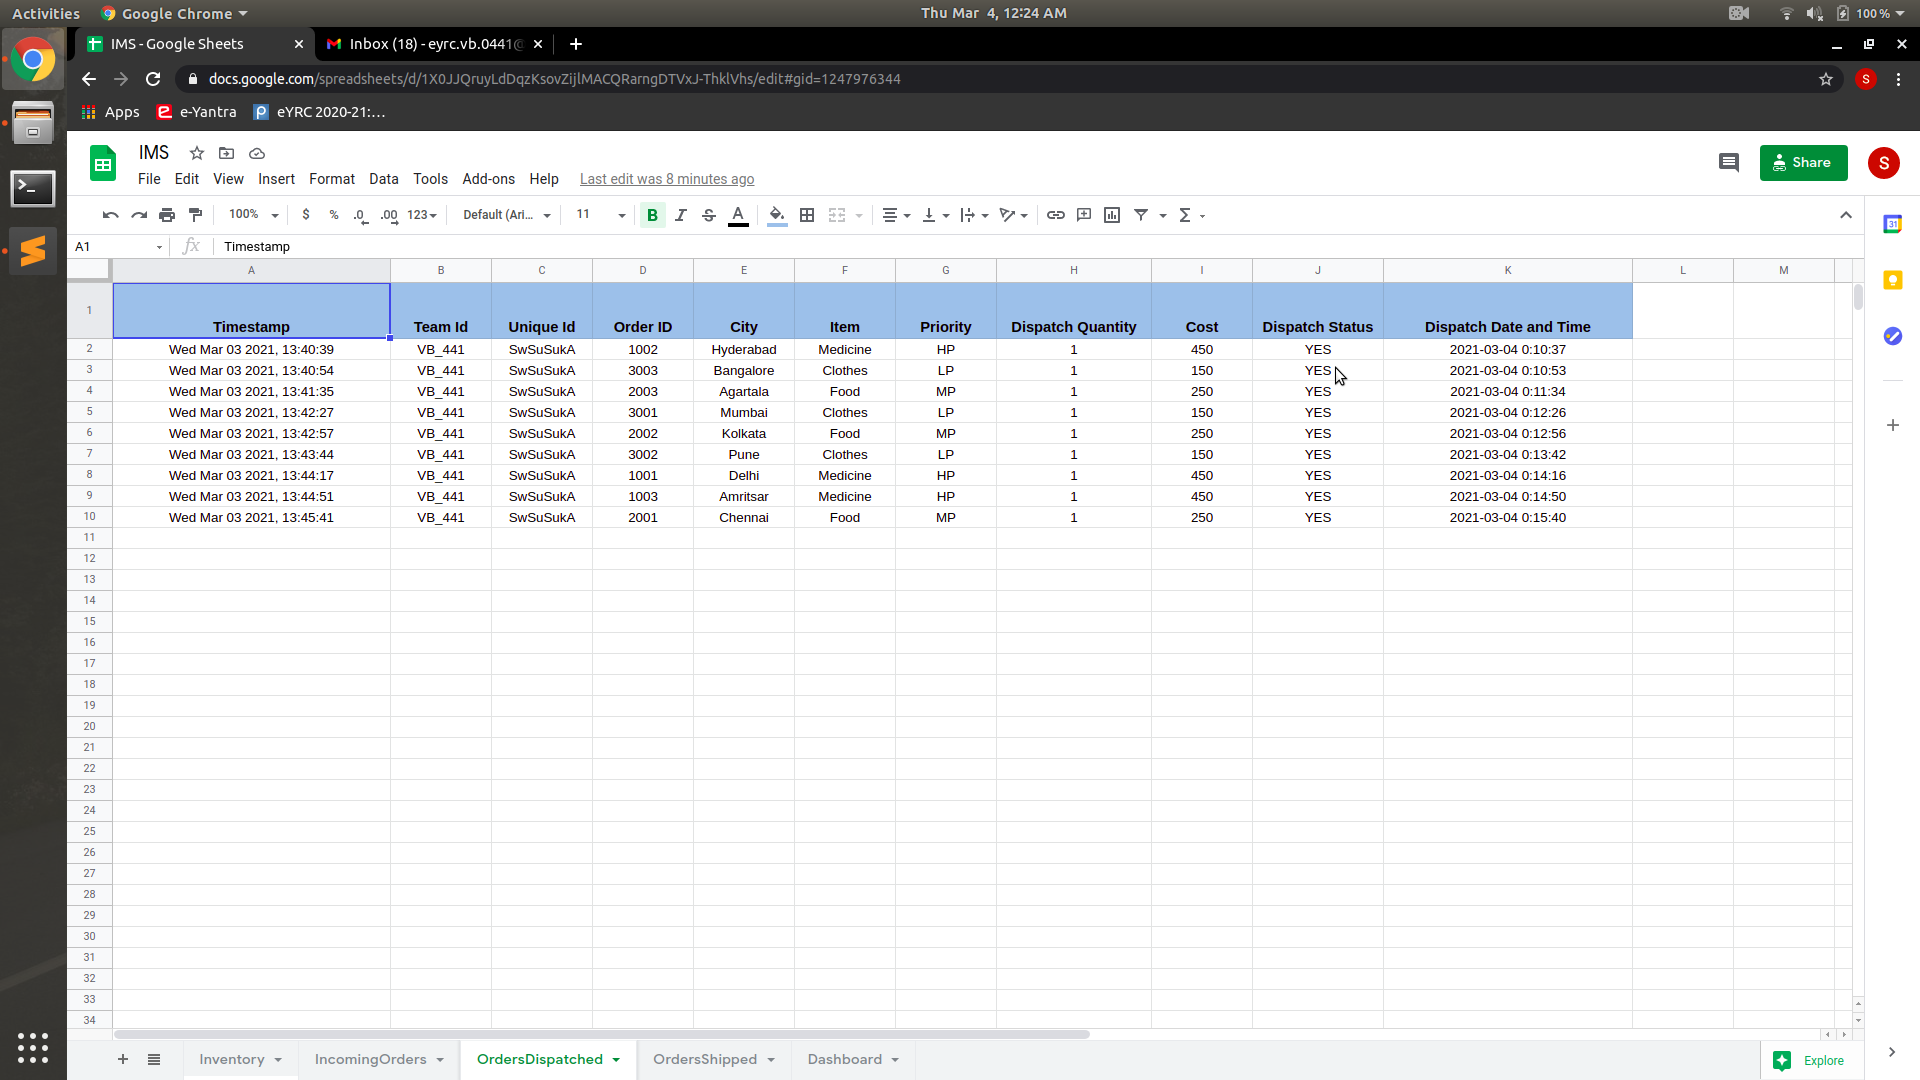 Activities Google Chrome Thu Mar 4, 12:24 AM 100 %
IMS - Google Sheets Inbox (18) - eyrc.vb.0441@
docs.google.com/spreadsheets/d/1X0JJQruyLdDqzKsovZijlMACQRarngDTVxJ-ThklVhs/edit#gid=1247976344 S
Apps e-Yantra eYRC 2020-21:…
IMS Share S
File Edit View Insert Format Data Tools Add-ons Help Last edit was 8 minutes ago
100% $ % .0 .00 123 Default (Ari... 11 B I S A Σ
A1 fx Timestamp
A B C D E F G H I J K L M
1 Timestamp Team Id Unique Id Order ID City Item Priority Dispatch Quantity Cost Dispatch Status Dispatch Date and Time
2 Wed Mar 03 2021, 13:40:39 VB_441 SwSuSukA 1002 Hyderabad Medicine HP 1 450 YES 2021-03-04 0:10:37
3 Wed Mar 03 2021, 13:40:54 VB_441 SwSuSukA 3003 Bangalore Clothes LP 1 150 YES 2021-03-04 0:10:53
4 Wed Mar 03 2021, 13:41:35 VB_441 SwSuSukA 2003 Agartala Food MP 1 250 YES 2021-03-04 0:11:34
5 Wed Mar 03 2021, 13:42:27 VB_441 SwSuSukA 3001 Mumbai Clothes LP 1 150 YES 2021-03-04 0:12:26
6 Wed Mar 03 2021, 13:42:57 VB_441 SwSuSukA 2002 Kolkata Food MP 1 250 YES 2021-03-04 0:12:56
7 Wed Mar 03 2021, 13:43:44 VB_441 SwSuSukA 3002 Pune Clothes LP 1 150 YES 2021-03-04 0:13:42
8 Wed Mar 03 2021, 13:44:17 VB_441 SwSuSukA 1001 Delhi Medicine HP 1 450 YES 2021-03-04 0:14:16
9 Wed Mar 03 2021, 13:44:51 VB_441 SwSuSukA 1003 Amritsar Medicine HP 1 450 YES 2021-03-04 0:14:50
10 Wed Mar 03 2021, 13:45:41 VB_441 SwSuSukA 2001 Chennai Food MP 1 250 YES 2021-03-04 0:15:40
11
12
13
14
15
16
17
18
19
20
21
22
23
24
25
26
27
28
29
30
31
32
33
34
Inventory IncomingOrders OrdersDispatched OrdersShipped Dashboard Explore
31